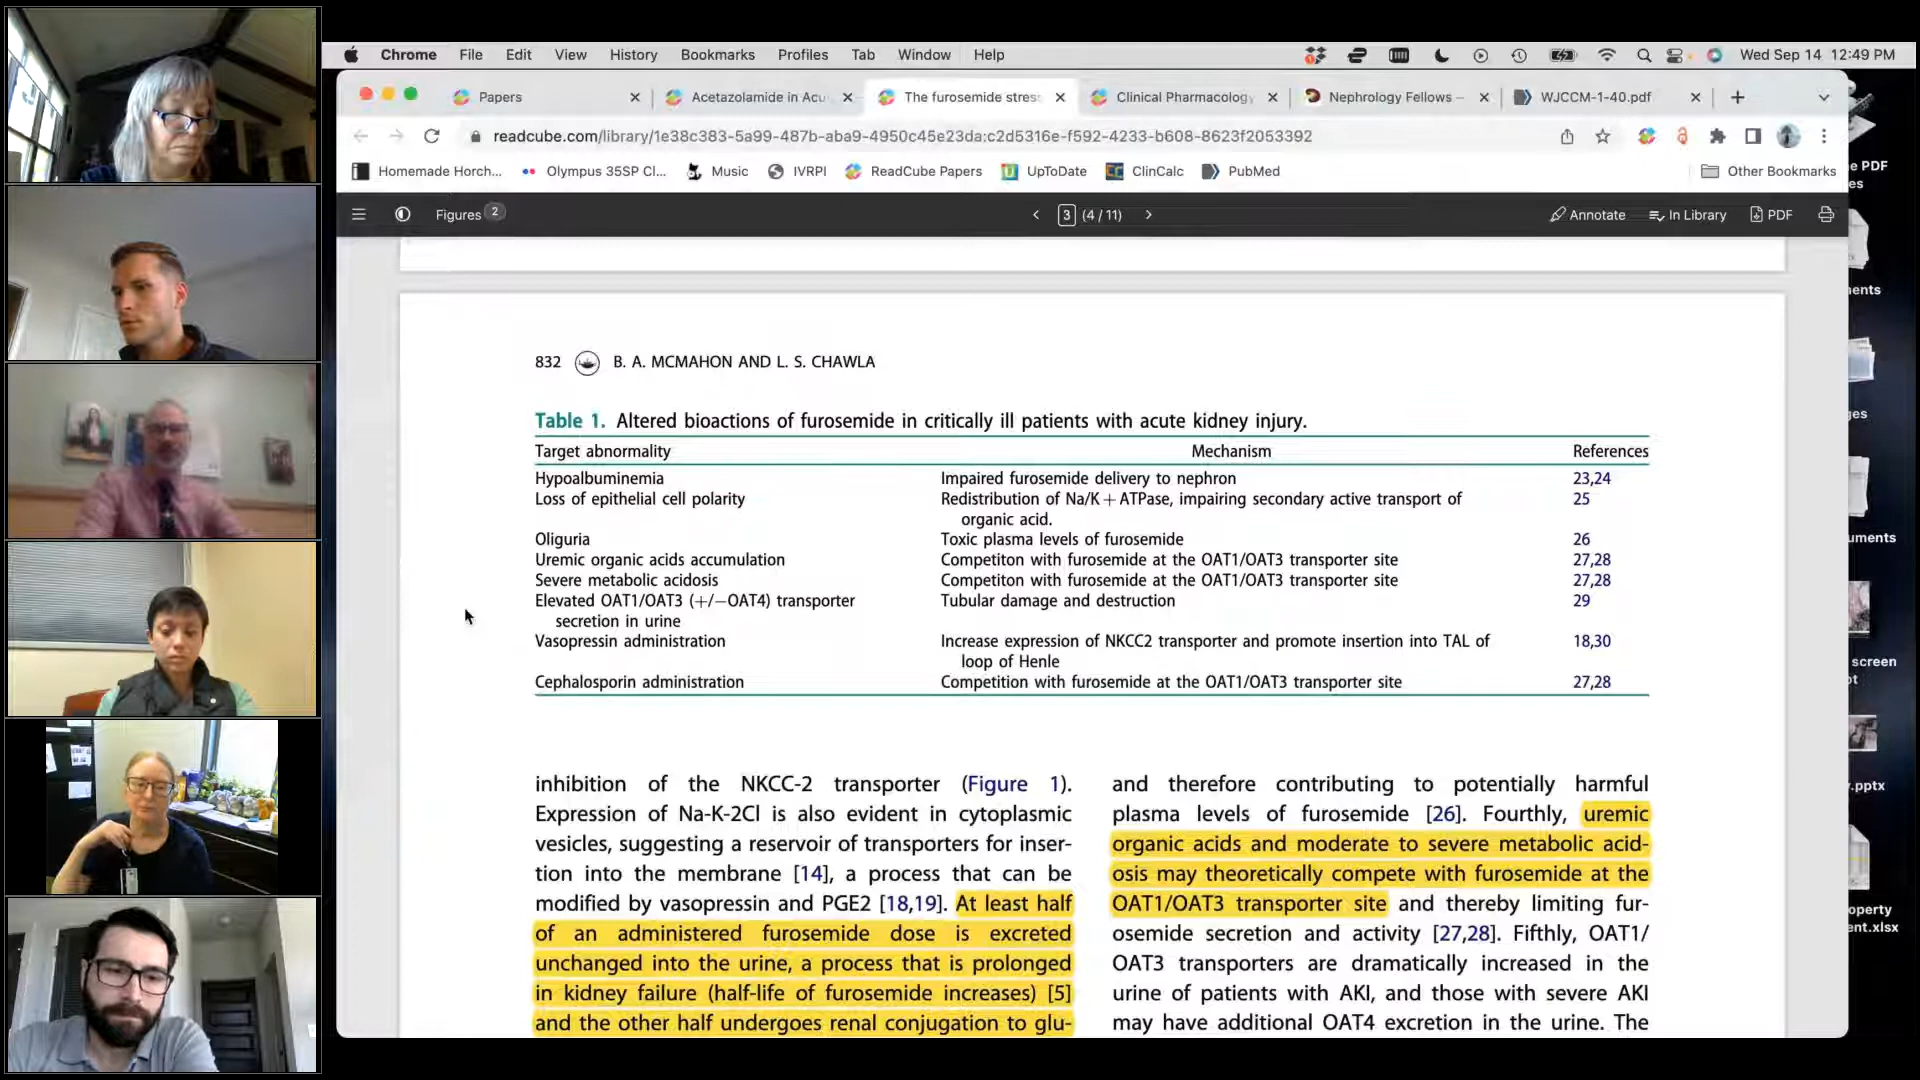 Chrome File Edit View History Bookmarks Profiles Tab Window Help Wed Sep 14 12:49 PM
Papers Acetazolamide in Acu The furosemide stres Clinical Pharmacology Nephrology Fellows – WJCCM-1-40.pdf
readcube.com/library/1e38c383-5a99-487b-aba9-4950c45e23da:c2d5316e-f592-4233-b608-8623f2053392
Homemade Horch... Olympus 35SP Cl... Music IVRPI ReadCube Papers UpToDate ClinCalc PubMed Other Bookmarks
Figures 2 3 (4 / 11) Annotate In Library PDF
832 B. A. MCMAHON AND L. S. CHAWLA
Table 1. Altered bioactions of furosemide in critically ill patients with acute kidney injury.
Target abnormality Mechanism References
Hypoalbuminemia Impaired furosemide delivery to nephron 23,24
Loss of epithelial cell polarity Redistribution of Na/K + ATPase, impairing secondary active transport of 25
organic acid.
Oliguria Toxic plasma levels of furosemide 26
Uremic organic acids accumulation Competiton with furosemide at the OAT1/OAT3 transporter site 27,28
Severe metabolic acidosis Competiton with furosemide at the OAT1/OAT3 transporter site 27,28
Elevated OAT1/OAT3 (+/−OAT4) transporter Tubular damage and destruction 29
secretion in urine
Vasopressin administration Increase expression of NKCC2 transporter and promote insertion into TAL of 18,30
loop of Henle
Cephalosporin administration Competition with furosemide at the OAT1/OAT3 transporter site 27,28
inhibition of the NKCC-2 transporter (Figure 1).
Expression of Na-K-2Cl is also evident in cytoplasmic
vesicles, suggesting a reservoir of transporters for inser-
tion into the membrane [14], a process that can be
modified by vasopressin and PGE2 [18,19]. At least half
of an administered furosemide dose is excreted
unchanged into the urine, a process that is prolonged
in kidney failure (half-life of furosemide increases) [5]
and the other half undergoes renal conjugation to glu-
and therefore contributing to potentially harmful
plasma levels of furosemide [26]. Fourthly, uremic
organic acids and moderate to severe metabolic acid-
osis may theoretically compete with furosemide at the
OAT1/OAT3 transporter site and thereby limiting fur-
osemide secretion and activity [27,28]. Fifthly, OAT1/
OAT3 transporters are dramatically increased in the
urine of patients with AKI, and those with severe AKI
may have additional OAT4 excretion in the urine. The
e PDF
es
ents
ges
uments
screen
ot
.pptx
operty
ent.xlsx